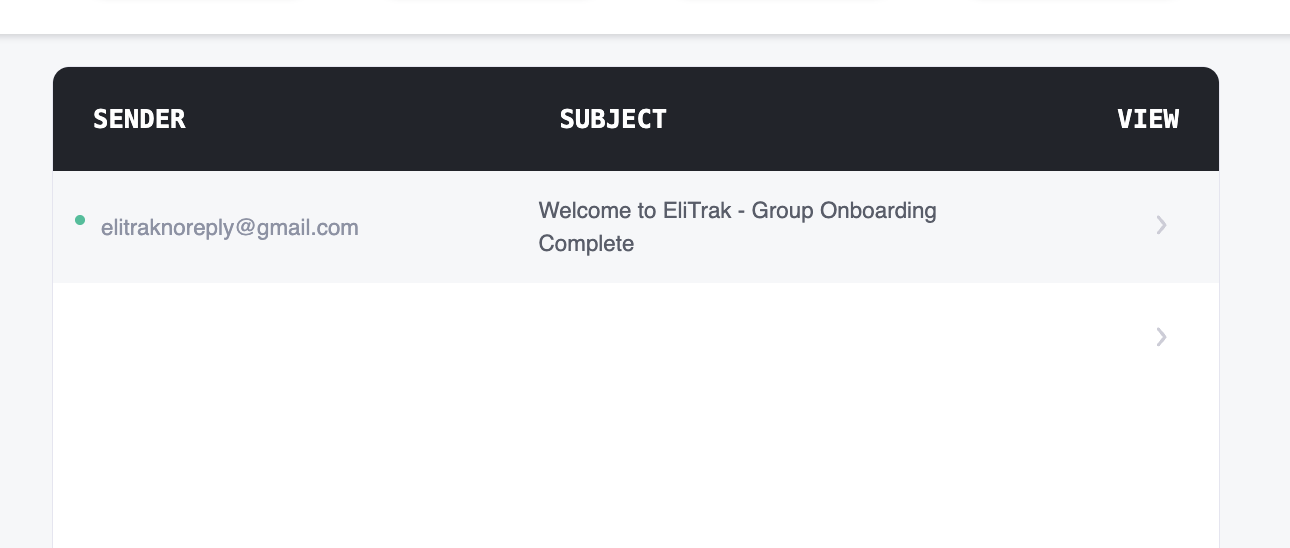 SENDER SUBJECT VIEW
elitraknoreply@gmail.com
Welcome to EliTrak - Group Onboarding
Complete